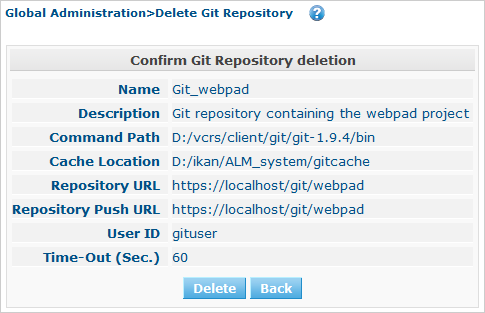 Global Administration>Delete Git Repository ?
Confirm Git Repository deletion
Name Git_webpad
Description Git repository containing the webpad project
Command Path D:/vcrs/client/git/git-1.9.4/bin
Cache Location D:/ikan/ALM_system/gitcache
Repository URL https://localhost/git/webpad
Repository Push URL https://localhost/git/webpad
User ID gituser
Time-Out (Sec.) 60
Delete Back